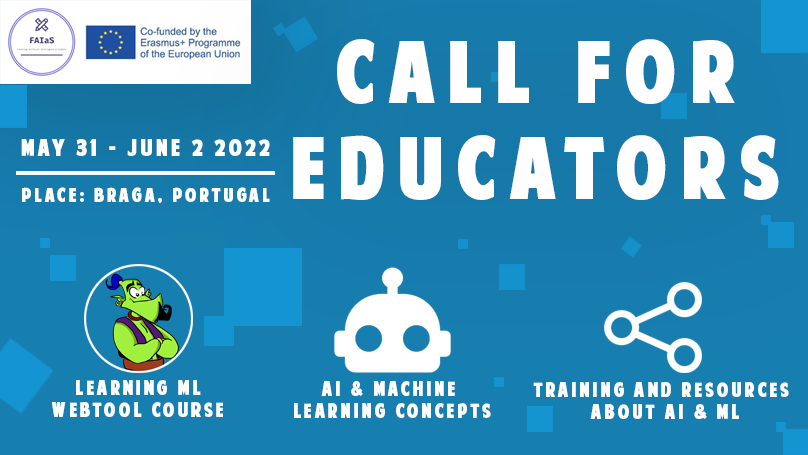 FAIaS
Co-funded by the
Erasmus+ Programme
of the European Union
CALL FOR
EDUCATORS
MAY 31 - JUNE 2 2022
PLACE: BRAGA, PORTUGAL
LEARNING ML
WEBTOOL COURSE
AI & MACHINE
LEARNING CONCEPTS
TRAINING AND RESOURCES
ABOUT AI & ML